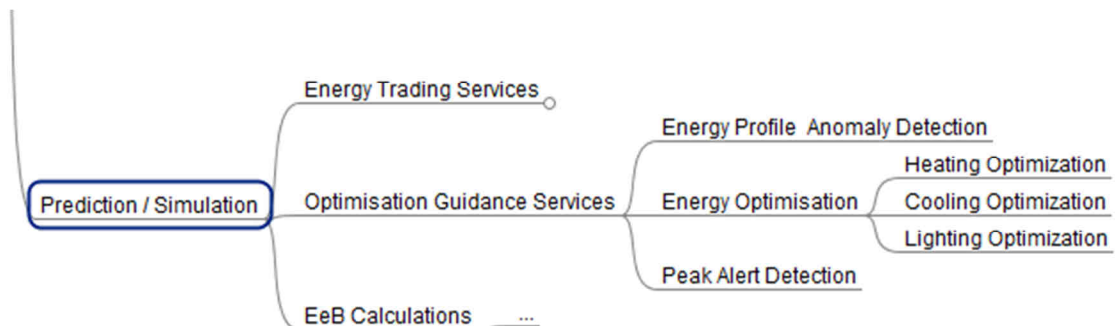 Energy Trading Services
Energy Profile  Anomaly Detection
Heating Optimization
Prediction / Simulation
Optimisation Guidance Services
Energy Optimisation
Cooling Optimization
Lighting Optimization
Peak Alert Detection
EeB Calculations ...